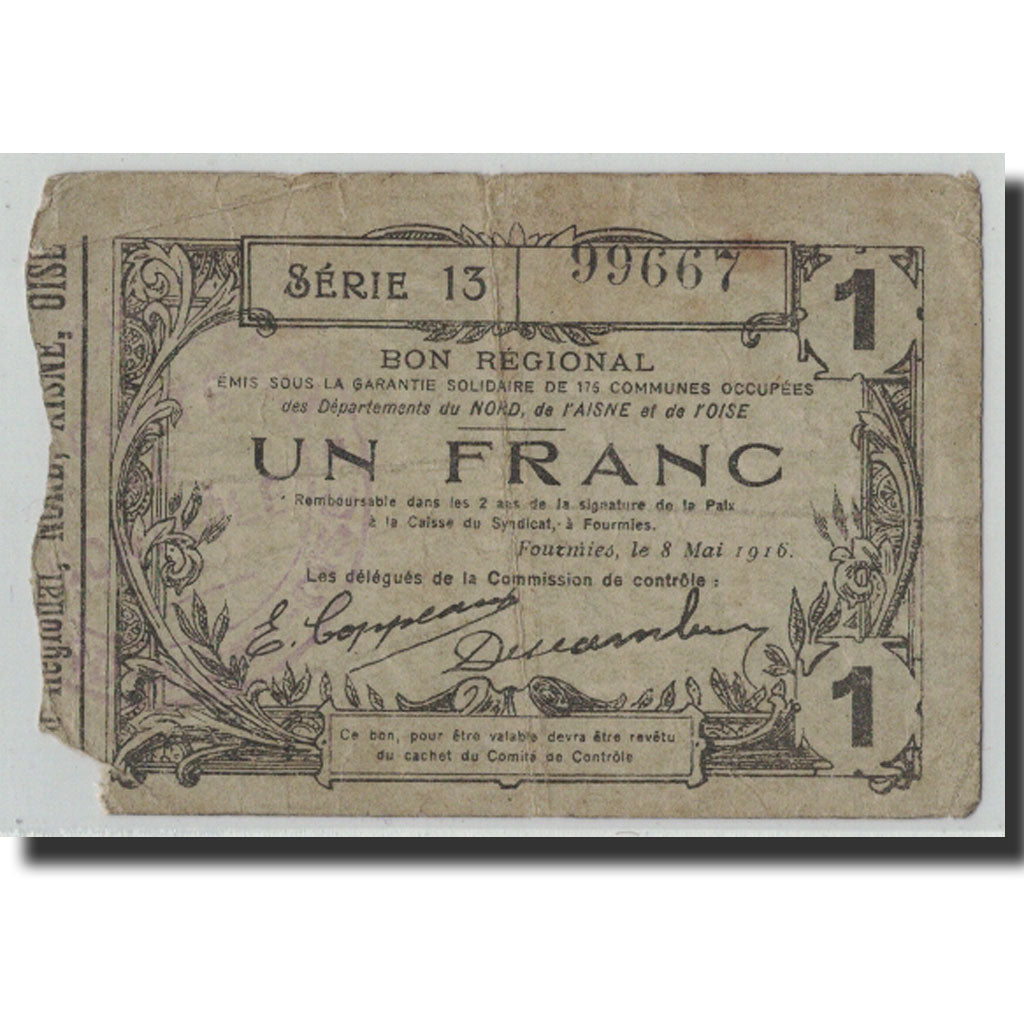 SÉRIE 13 99667
1
BON RÉGIONAL
ÉMIS SOUS LA GARANTIE SOLIDAIRE DE 175 COMMUNES OCCUPÉES
des Départements du NORD, de l'AISNE et de l'OISE
UN FRANC
Remboursable dans les 2 ans de la signature de la Paix
à la Caisse du Syndicat, à Fourmies.
Fourmies, le 8 Mai 1916.
Les délégués de la Commission de contrôle :
E. Coppeaux
1
Ce bon, pour être valable devra être revêtu
du cachet du Comité de Contrôle
Régional, NORD, AISNE, OISE